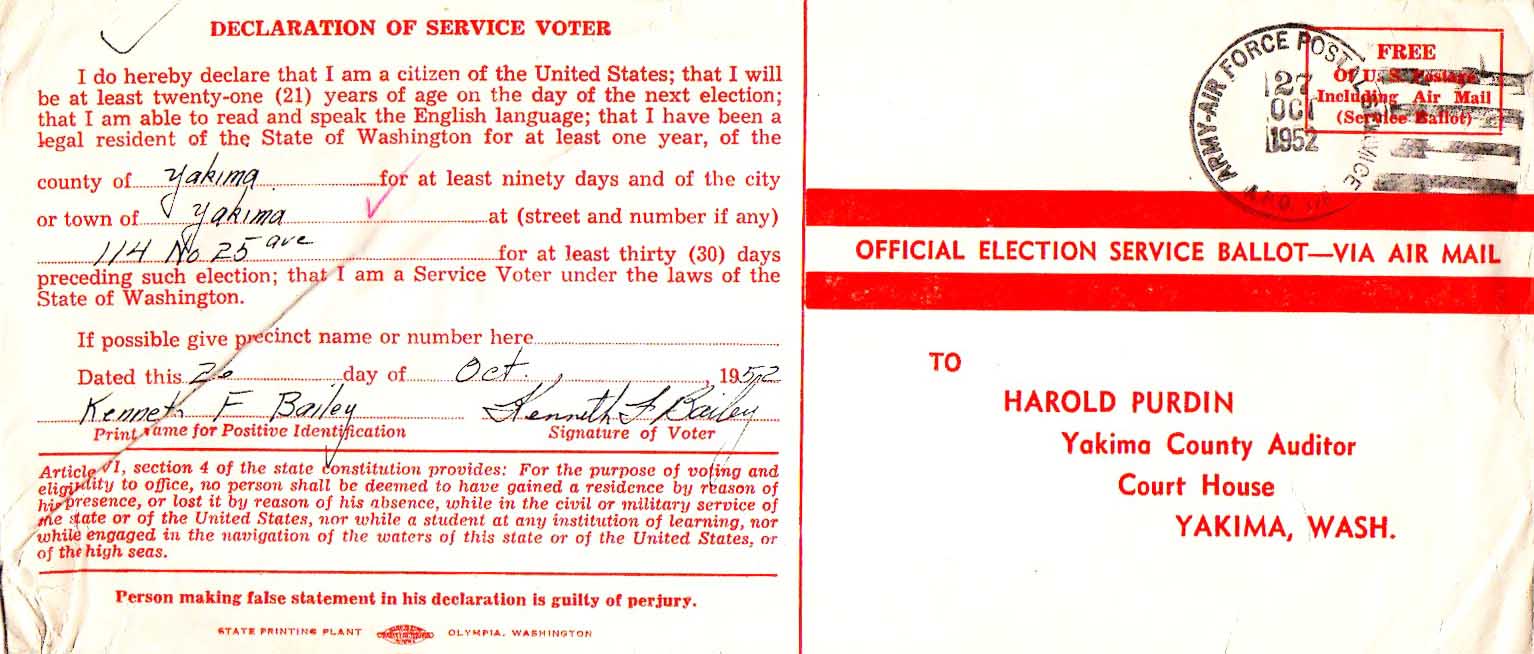 DECLARATION OF SERVICE VOTER
I do hereby declare that I am a citizen of the United States; that I will
be at least twenty-one (21) years of age on the day of the next election;
that I am able to read and speak the English language; that I have been a
legal resident of the State of Washington for at least one year, of the
county of Yakima for at least ninety days and of the city
or town of Yakima at (street and number if any)
114 No 25 ave for at least thirty (30) days
preceding such election; that I am a Service Voter under the laws of the
State of Washington.
If possible give precinct name or number here
Dated this 26 day of Oct. , 1952
Kenneth F Bailey Kenneth F Bailey
Print name for Positive Identification Signature of Voter
Article VI, section 4 of the state constitution provides: For the purpose of voting and
eligibility to office, no person shall be deemed to have gained a residence by reason of
his presence, or lost it by reason of his absence, while in the civil or military service of
the state or of the United States, nor while a student at any institution of learning, nor
while engaged in the navigation of the waters of this state or of the United States, or
of the high seas.
Person making false statement in his declaration is guilty of perjury.
STATE PRINTING PLANT OLYMPIA, WASHINGTON
ARMY-AIR FORCE POSTAL SERVICE
A.P.O.
27
OCT
1952
FREE
Of U. S. Postage
Including Air Mail
(Service Ballot)
OFFICIAL ELECTION SERVICE BALLOT—VIA AIR MAIL
TO
HAROLD PURDIN
Yakima County Auditor
Court House
YAKIMA, WASH.